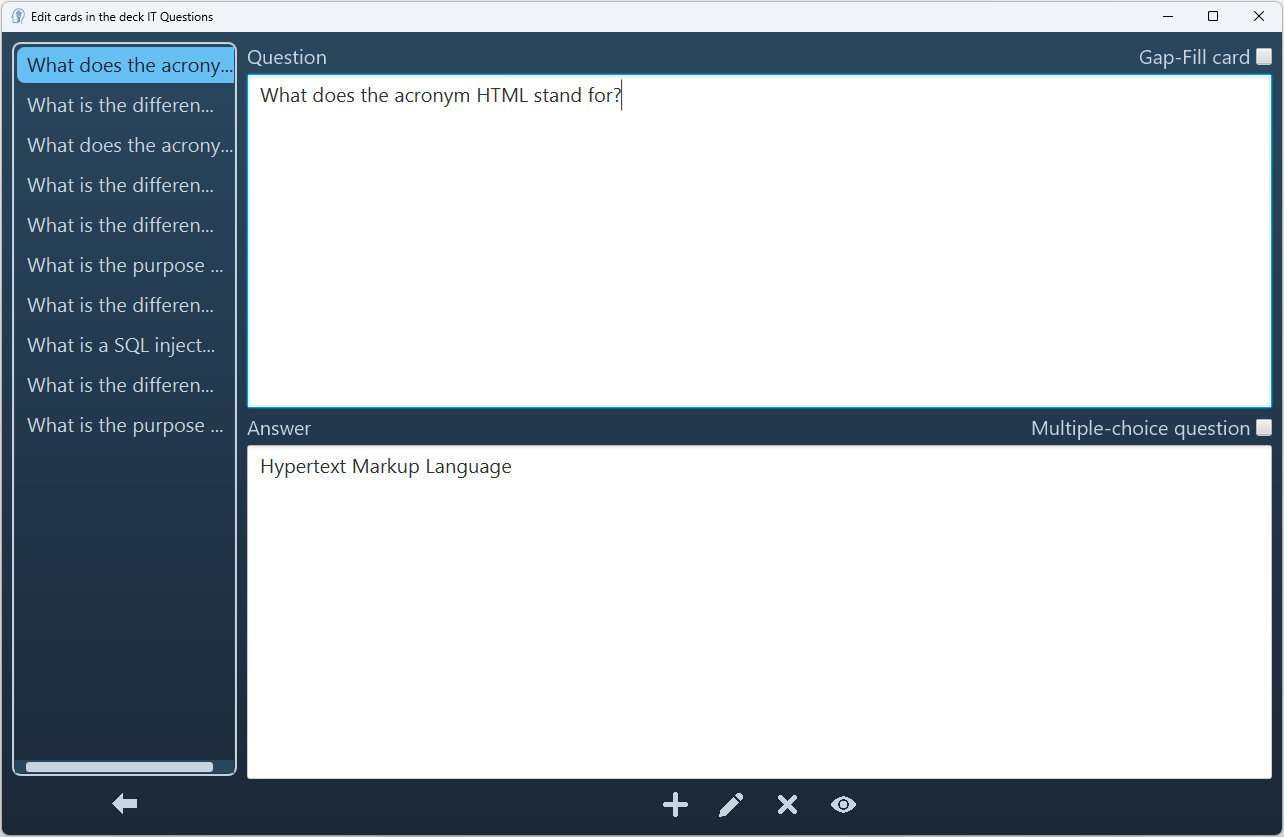 Edit cards in the deck IT Questions
What does the acrony...
What is the differen...
What does the acrony...
What is the differen...
What is the differen...
What is the purpose ...
What is the differen...
What is a SQL inject...
What is the differen...
What is the purpose ...
Question
Gap-Fill card
What does the acronym HTML stand for?
Answer
Multiple-choice question
Hypertext Markup Language